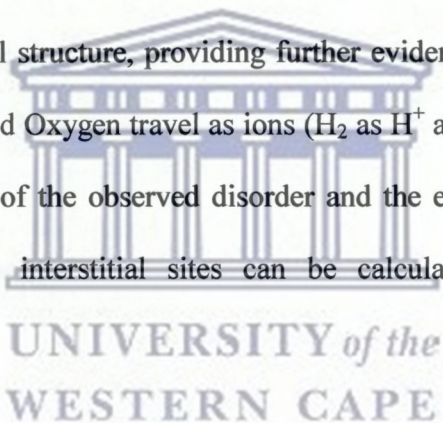 l structure, providing further eviden
d Oxygen travel as ions (H₂ as H⁺ a
of the observed disorder and the e
interstitial sites can be calcula
UNIVERSITY of the
WESTERN CAPE